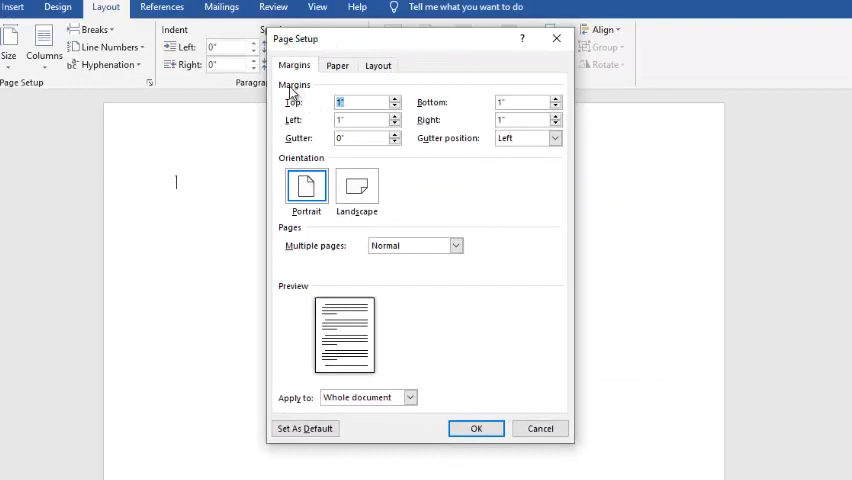 Insert Design Layout References Mailings Review View Help Tell me what you want to do
Breaks Indent Align
Line Numbers Left: 0" Group
Size Columns Hyphenation Right: 0" Rotate
Page Setup Paragra
Page Setup ?
Margins Paper Layout
Margins
Top: 1" Bottom: 1"
Left: 1" Right: 1"
Gutter: 0" Gutter position: Left
Orientation
Portrait Landscape
Pages
Multiple pages: Normal
Preview
Apply to: Whole document
Set As Default OK Cancel